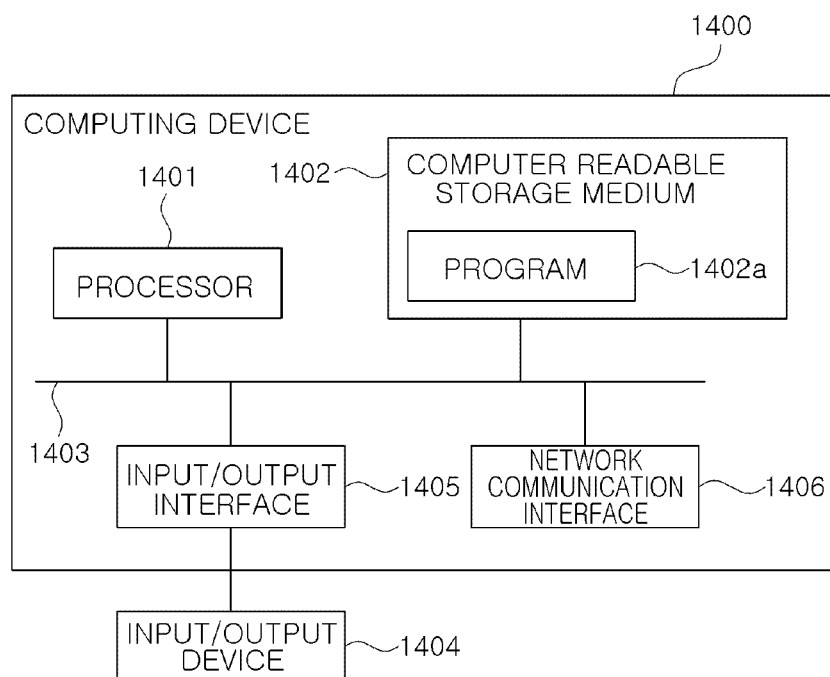 1400
COMPUTING DEVICE
1401
1402
COMPUTER READABLE
STORAGE MEDIUM
PROCESSOR
PROGRAM
1402a
1403
INPUT/OUTPUT
INTERFACE
1405
NETWORK
COMMUNICATION
INTERFACE
1406
INPUT/OUTPUT
DEVICE
1404